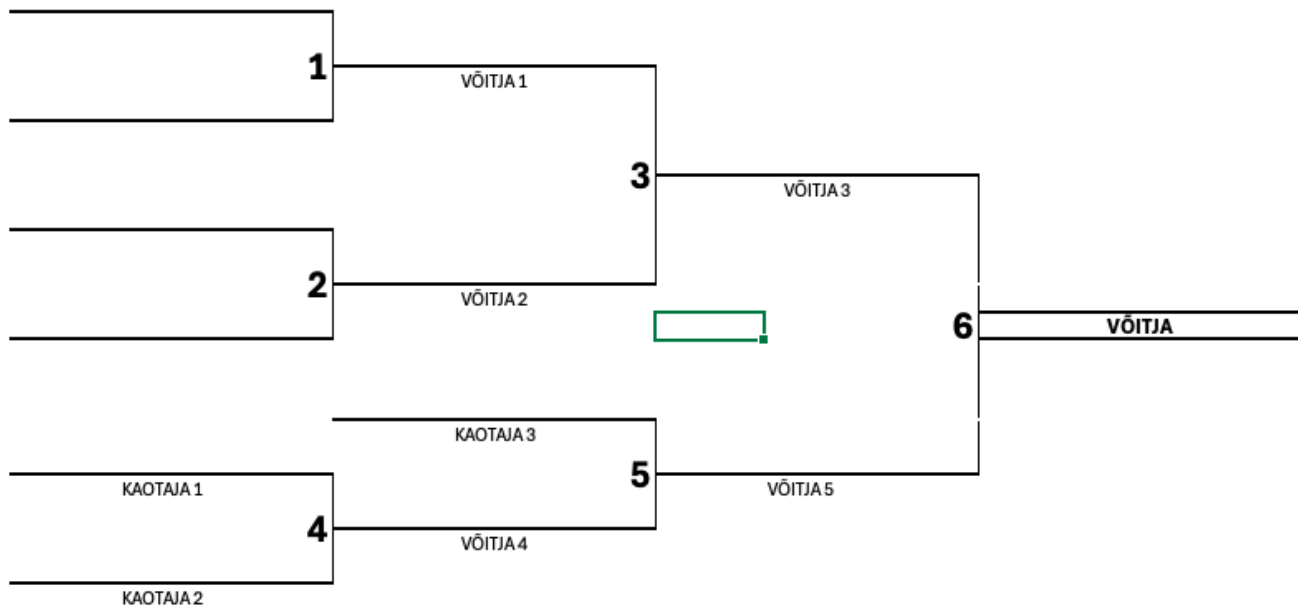 1
VÕITJA 1
3
VÕITJA 3
2
VÕITJA 2
6
VÕITJA
KAOTAJA 3
5
KAOTAJA 1
VÕITJA 5
4
VÕITJA 4
KAOTAJA 2